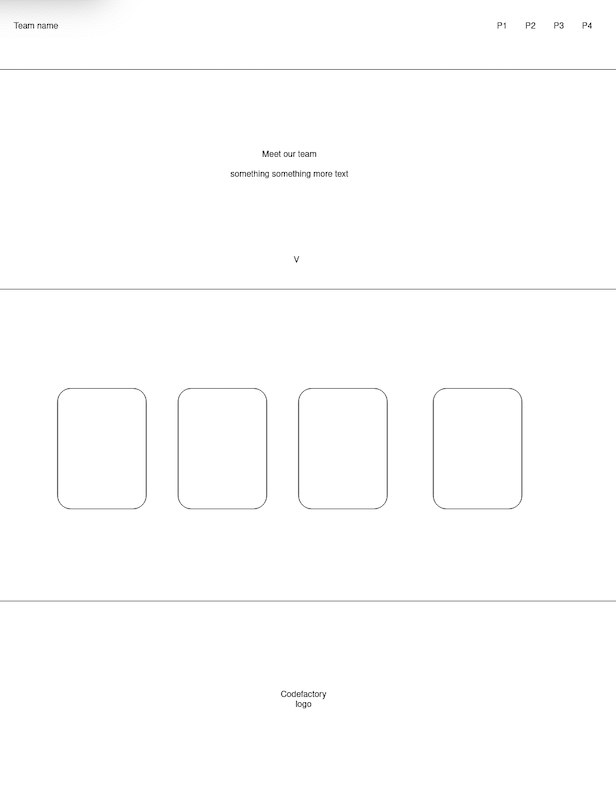 Team name
P1 P2 P3 P4
Meet our team
something something more text
V
Codefactory
logo